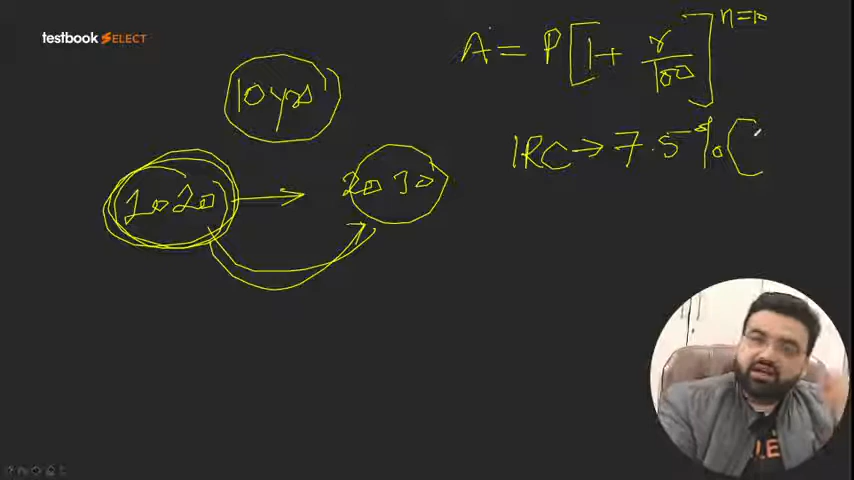 testbook SELECT
A = P[1 + r/100]^n=10
10 yrs
IRC → 7.5% (
2020 → 2030